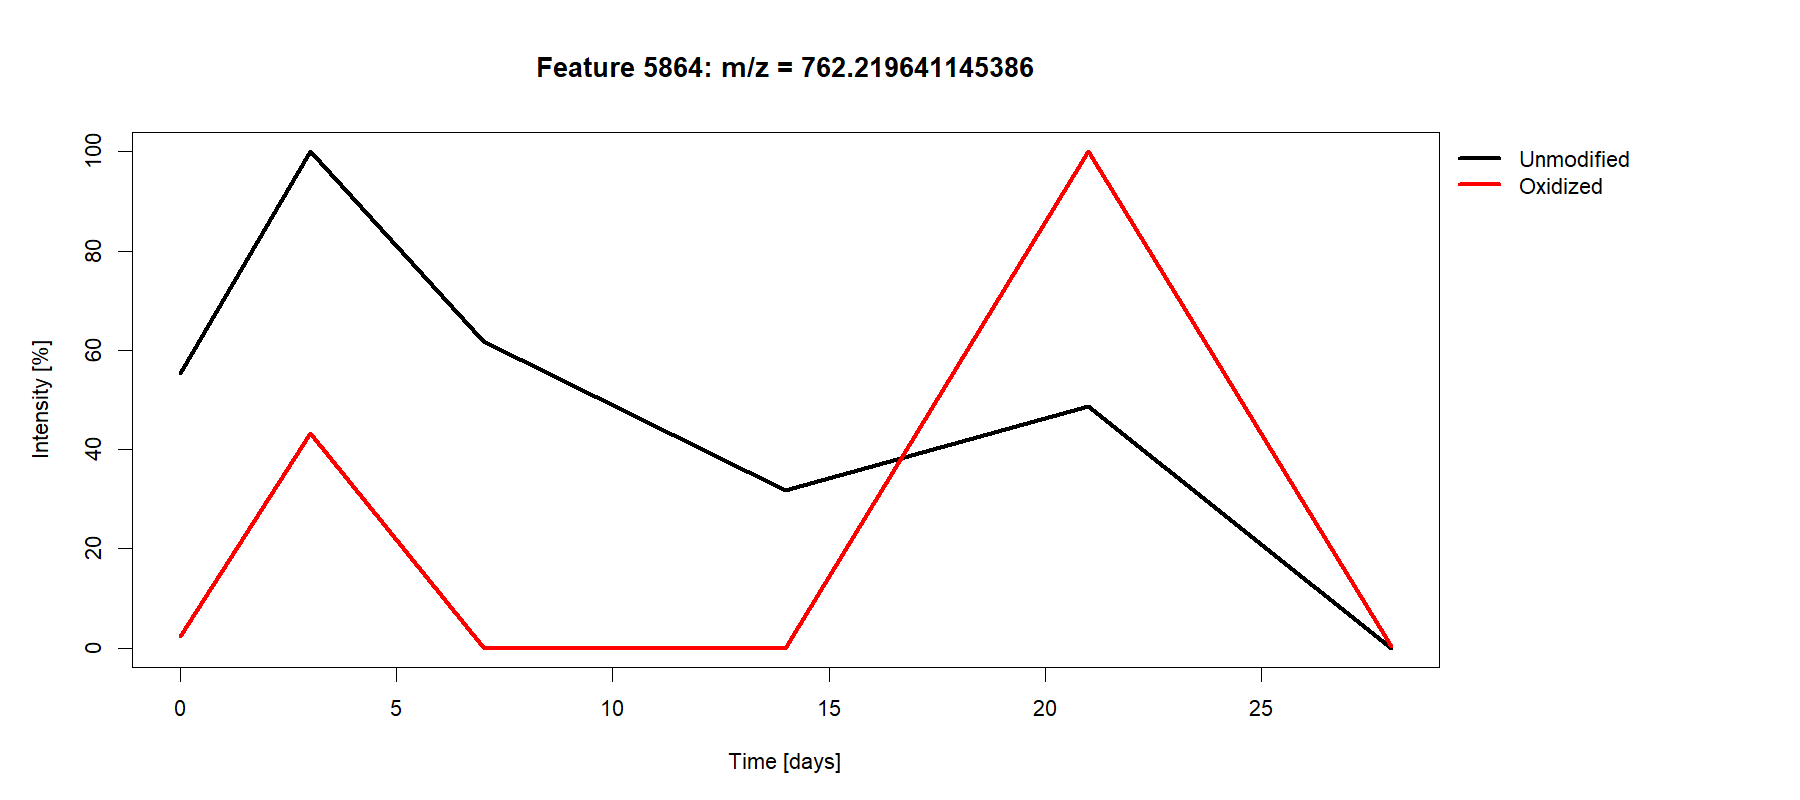 Feature 5864: m/z = 762.219641145386
Unmodified
Oxidized
Intensity [%]
100
80
60
40
20
0
0 5 10 15 20 25
Time [days]